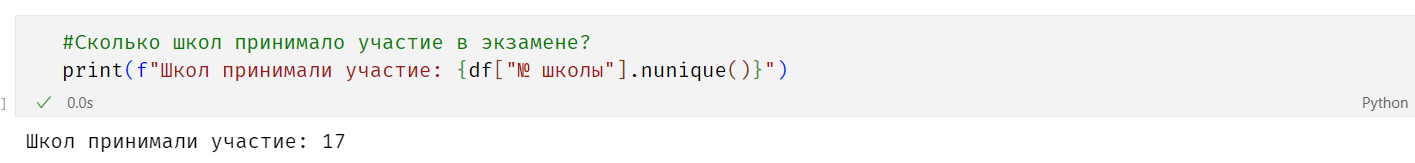 #Сколько школ принимало участие в экзамене?
print(f"Школ принимали участие: {df["№ школы"].nunique()}")
] ✓ 0.0s Python
Школ принимали участие: 17